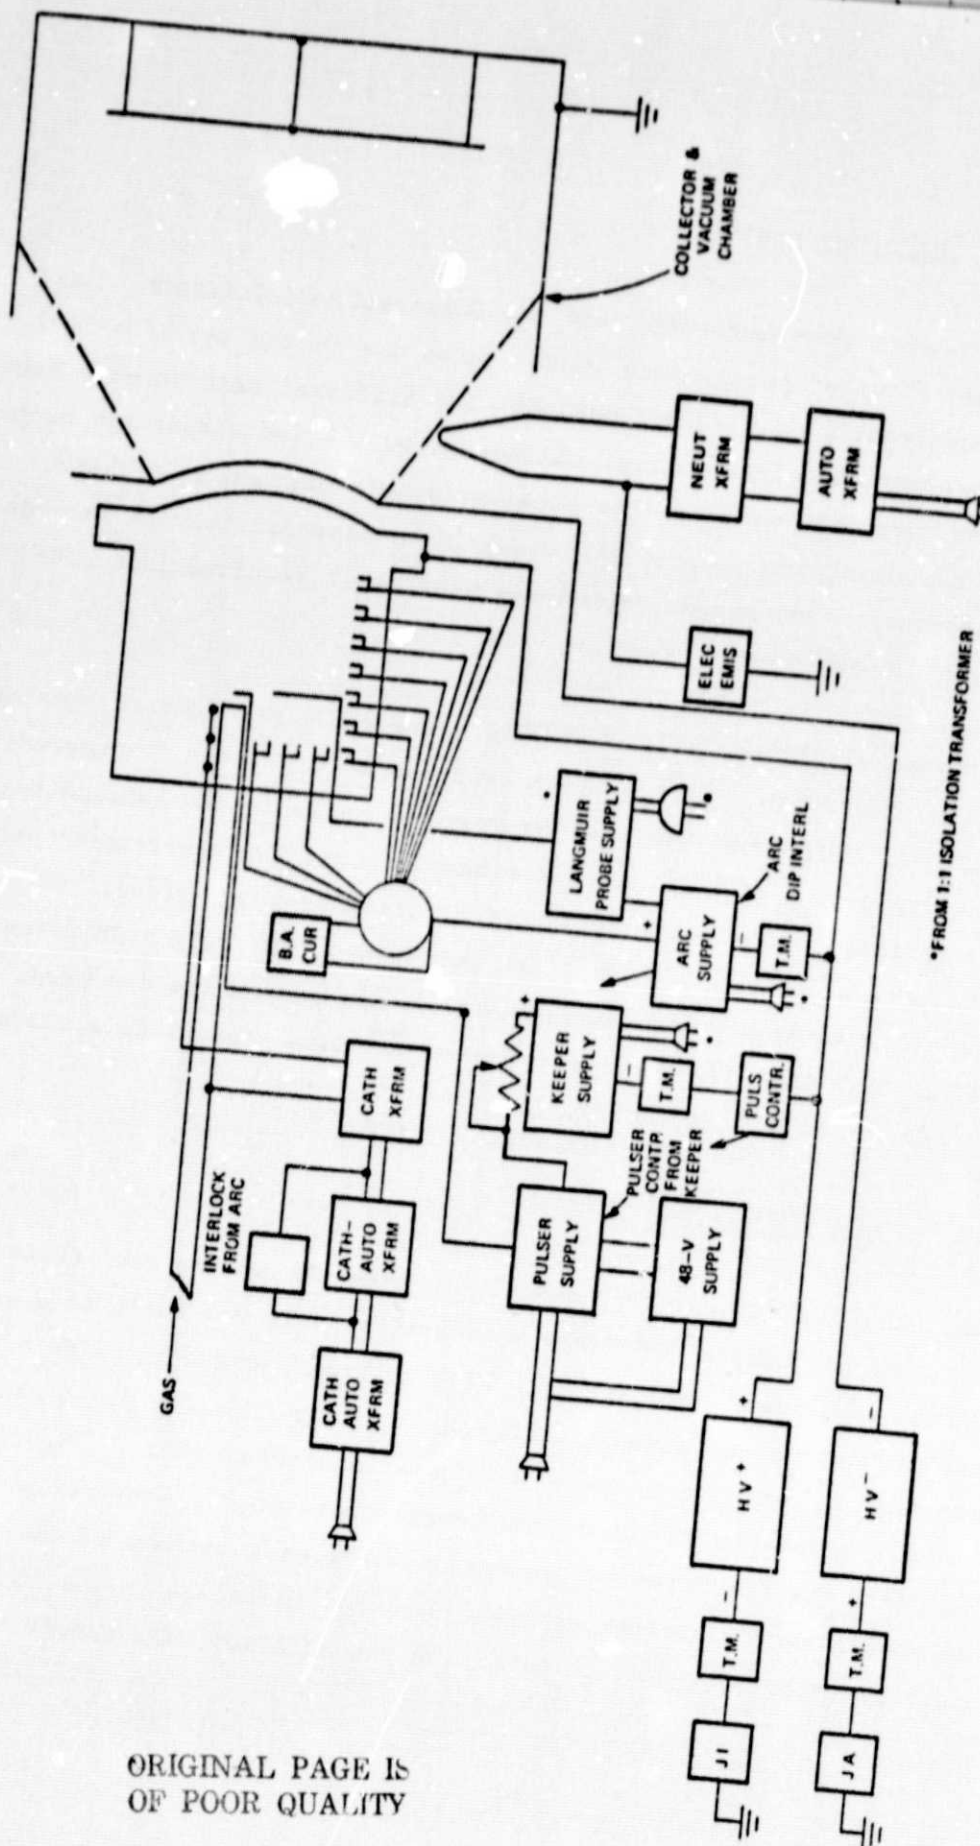 COLLECTOR &
VACUUM
CHAMBER
NEUT
XFRM
AUTO
XFRM
ELEC
EMIS
*FROM 1:1 ISOLATION TRANSFORMER
*
LANGMUIR
PROBE SUPPLY
*
ARC
DIP INTERL
B.A.
CUR
+
ARC
SUPPLY
-
T.M.
*
+
KEEPER
SUPPLY
-
T.M.
*
PULS
CONTR.
CATH
XFRM
PULSER
CONTR.
FROM
KEEPER
INTERLOCK
FROM ARC
CATH-
AUTO
XFRM
PULSER
SUPPLY
48-V
SUPPLY
GAS
CATH
AUTO
XFRM
+
HV+
-
T.M.
J I
-
HV-
+
T.M.
J A
ORIGINAL PAGE IS
OF POOR QUALITY